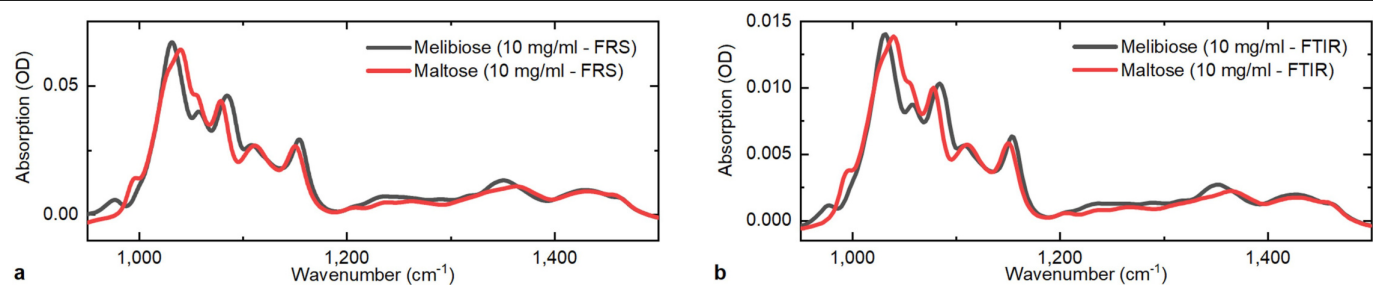 Melibiose (10 mg/ml - FRS)
Maltose (10 mg/ml - FRS)
Absorption (OD)
0.05
0.00
1,000
1,200
1,400
Wavenumber (cm⁻¹)
a
Melibiose (10 mg/ml - FTIR)
Maltose (10 mg/ml - FTIR)
Absorption (OD)
0.015
0.010
0.005
0.000
1,000
1,200
1,400
Wavenumber (cm⁻¹)
b